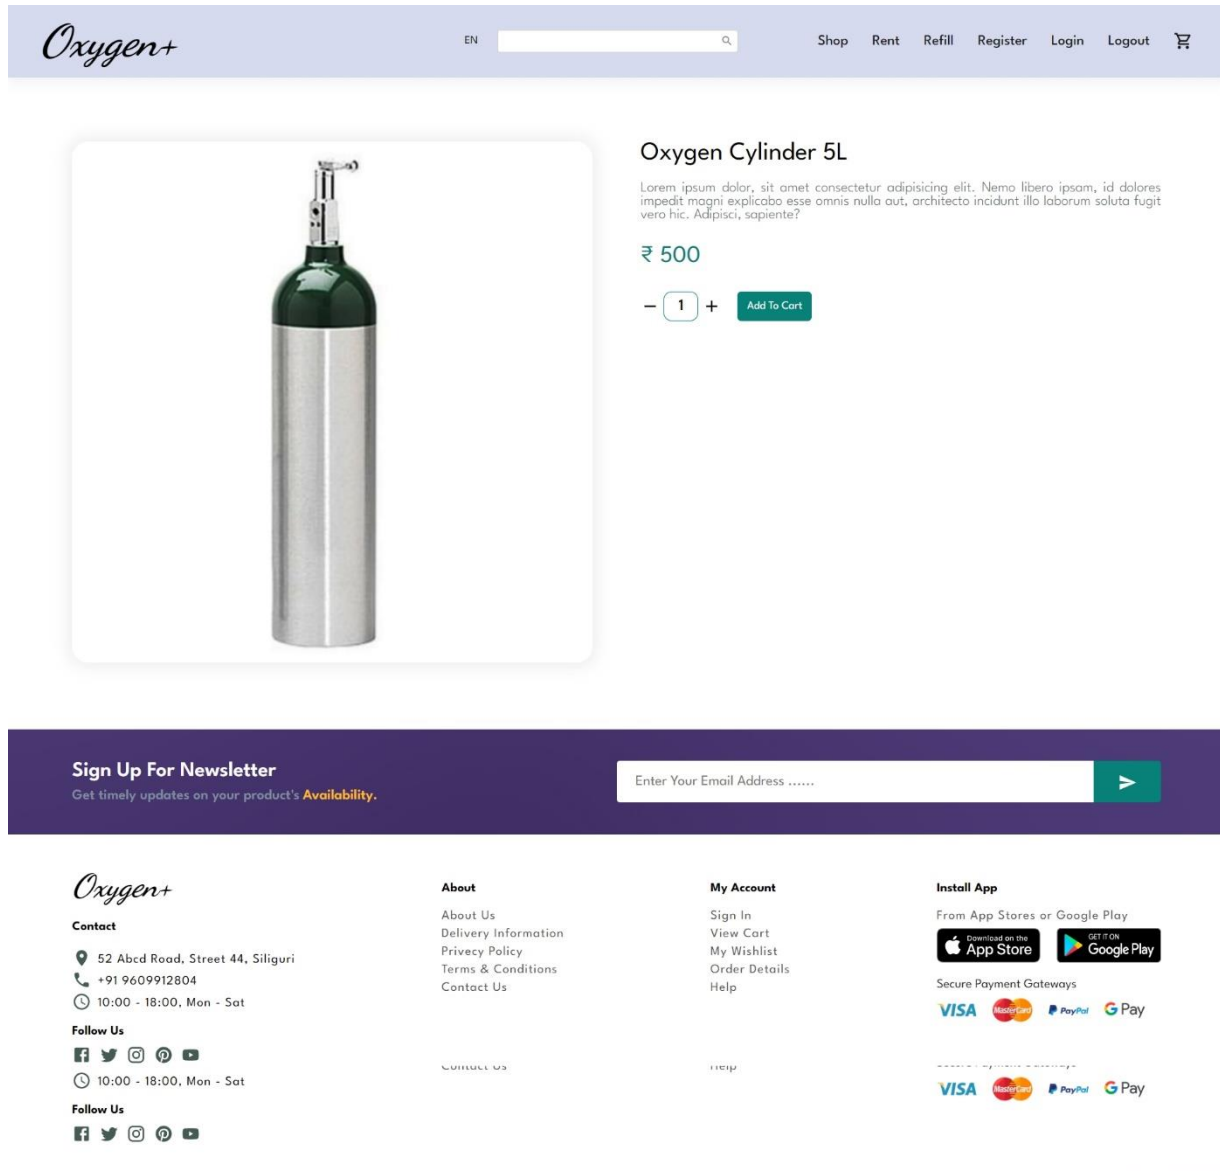 Oxygen+
EN
Shop Rent Refill Register Login Logout
Oxygen Cylinder 5L
Lorem ipsum dolor, sit amet consectetur adipisicing elit. Nemo libero ipsam, id dolores
impedit magni explicabo esse omnis nulla aut, architecto incidunt illo laborum soluta fugit
vero hic. Adipisci, sapiente?
₹ 500
− 1 +
Add To Cart
Sign Up For Newsletter
Get timely updates on your product's Availability.
Enter Your Email Address ......
Oxygen+
Contact
52 Abcd Road, Street 44, Siliguri
+91 9609912804
10:00 - 18:00, Mon - Sat
Follow Us
10:00 - 18:00, Mon - Sat
Follow Us
About
About Us
Delivery Information
Privecy Policy
Terms & Conditions
Contact Us
Contact Us
My Account
Sign In
View Cart
My Wishlist
Order Details
Help
Help
Install App
From App Stores or Google Play
Download on the
App Store
GET IT ON
Google Play
Secure Payment Gateways
VISA MasterCard PayPal G Pay
VISA MasterCard PayPal G Pay